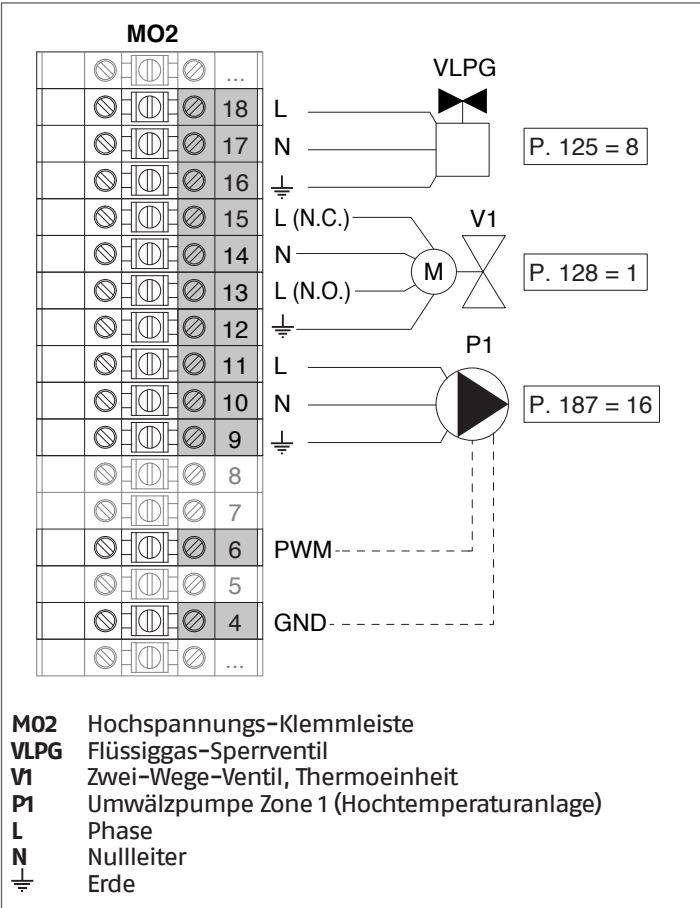 MO2
...
VLPG
18 L
17 N P. 125 = 8
16
15 L (N.C.) V1
14 N
M P. 128 = 1
13 L (N.O.)
12
P1
11 L
10 N P. 187 = 16
9
8
7
6 PWM
5
4 GND
...
MO2 Hochspannungs-Klemmleiste
VLPG Flüssiggas-Sperrventil
V1 Zwei-Wege-Ventil, Thermoeinheit
P1 Umwälzpumpe Zone 1 (Hochtemperaturanlage)
L Phase
N Nullleiter
⏚ Erde